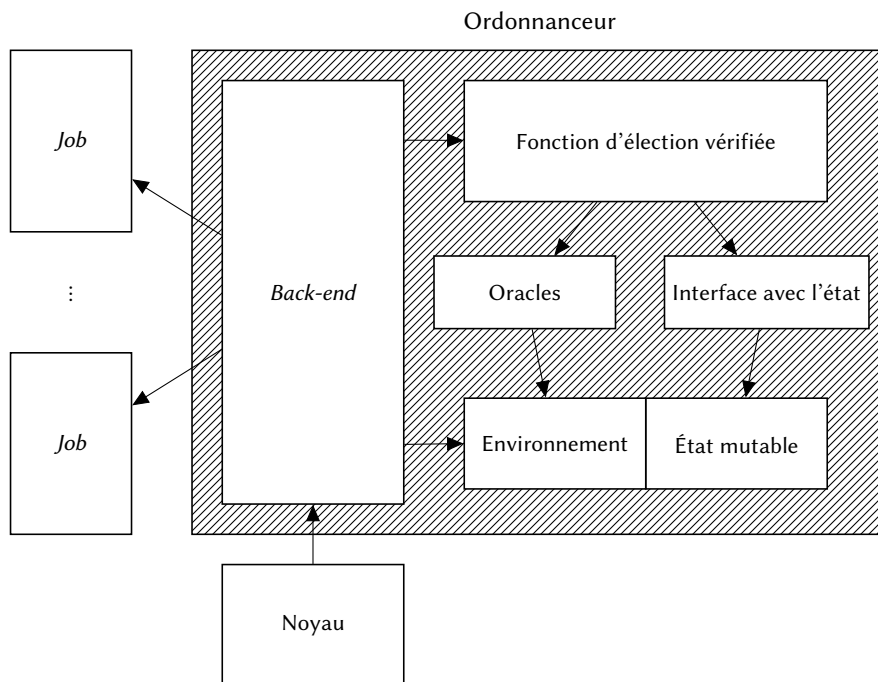 Ordonnanceur
Job
Fonction d'élection vérifiée
⋮
Back-end
Oracles
Interface avec l'état
Job
Environnement
État mutable
Noyau